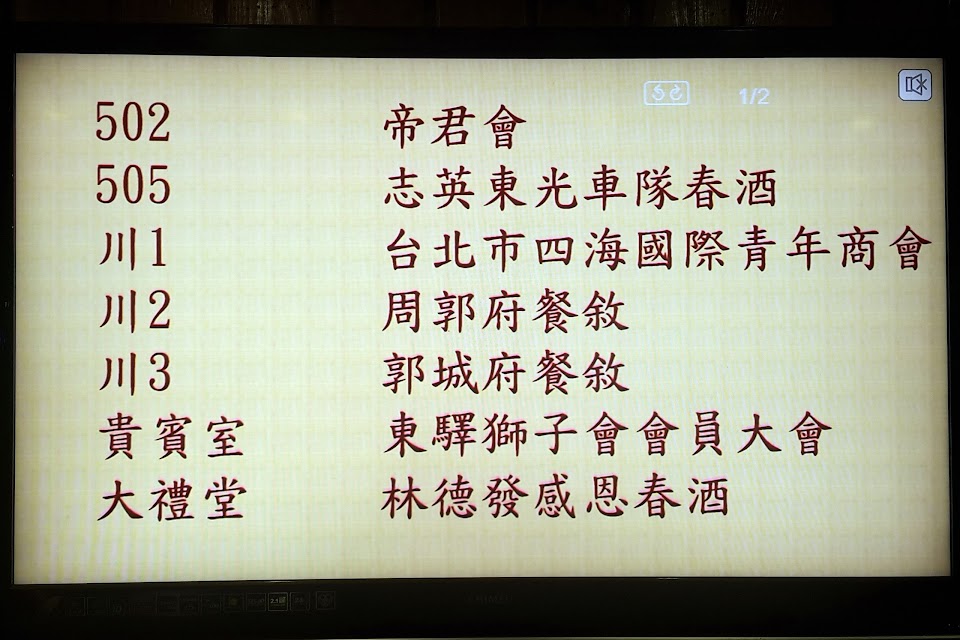 1/2
502 帝君會
505 志英東光車隊春酒
川1 台北市四海國際青年商會
川2 周郭府餐敘
川3 郭城府餐敘
貴賓室 東驛獅子會會員大會
大禮堂 林德發感恩春酒